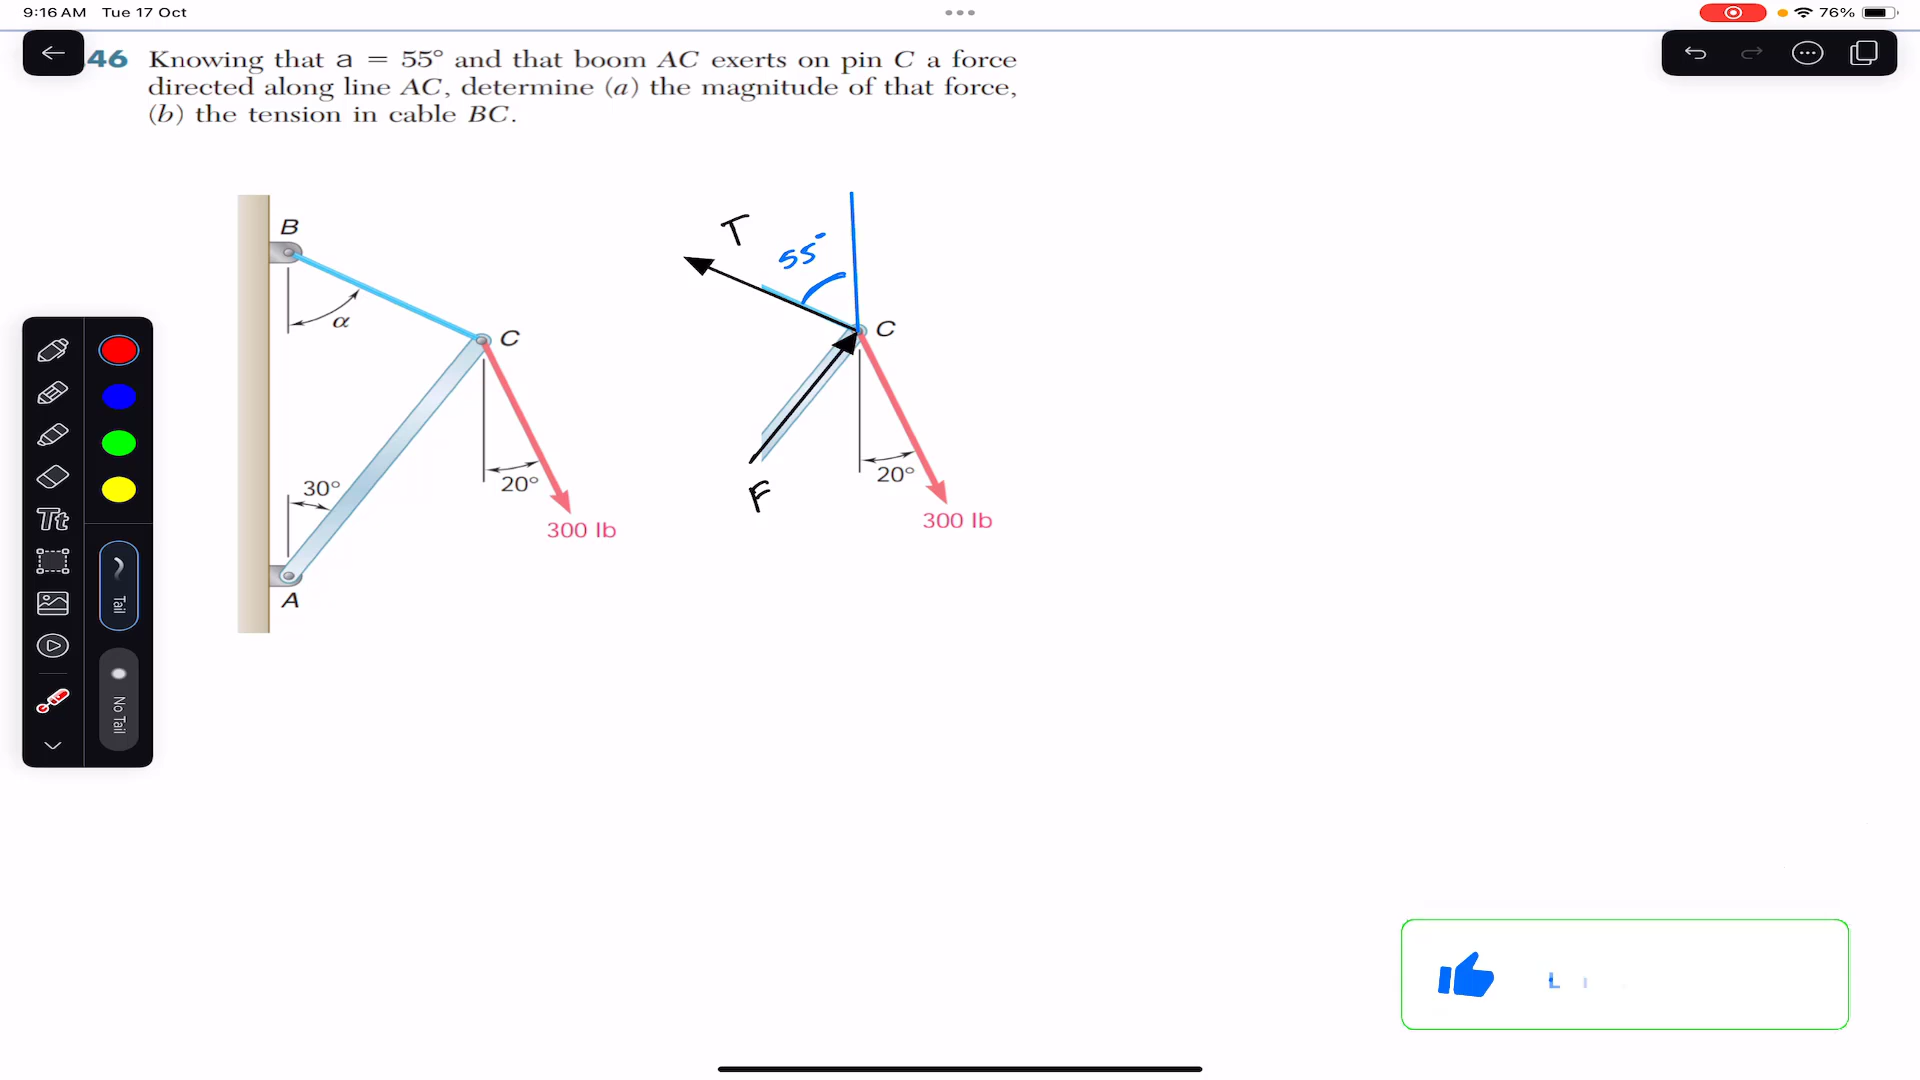 9:16 AM Tue 17 Oct
76%
46 Knowing that a = 55° and that boom AC exerts on pin C a force
directed along line AC, determine (a) the magnitude of that force,
(b) the tension in cable BC.
B
α
C
30°
20°
300 lb
A
T
55°
C
20°
F
300 lb
Tt
Tail
No Tail
L